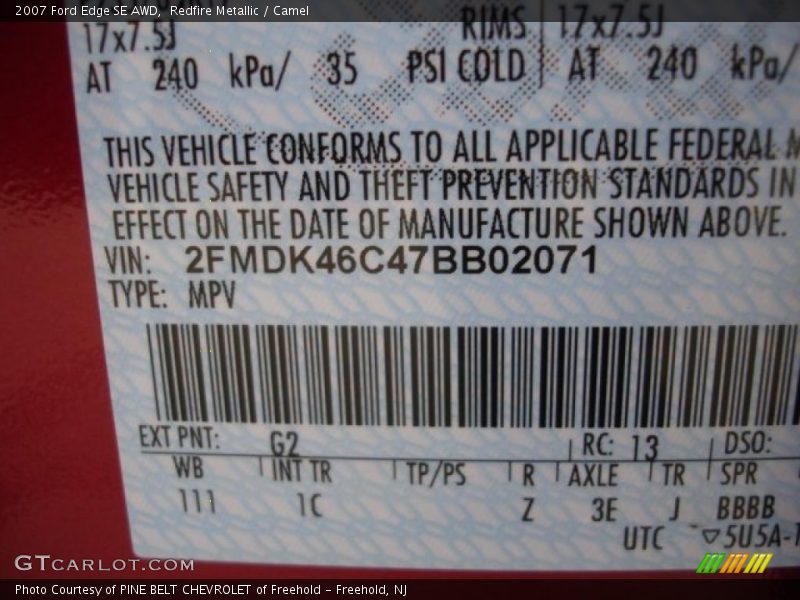 2007 Ford Edge SE AWD, Redfire Metallic / Camel
RIMS 17x7.5J
17x7.5J
AT 240 kPa/ 35 PSI COLD AT 240 kPa/
THIS VEHICLE CONFORMS TO ALL APPLICABLE FEDERAL M
VEHICLE SAFETY AND THEFT PREVENTION STANDARDS IN
EFFECT ON THE DATE OF MANUFACTURE SHOWN ABOVE.
VIN: 2FMDK46C47BB02071
TYPE: MPV
EXT PNT: G2 RC: 13 DSO:
WB INT TR TP/PS R AXLE TR SPR
111 1C Z 3E J BBBB
UTC ▽5U5A-1
GTCARLOT.COM
Photo Courtesy of PINE BELT CHEVROLET of Freehold - Freehold, NJ